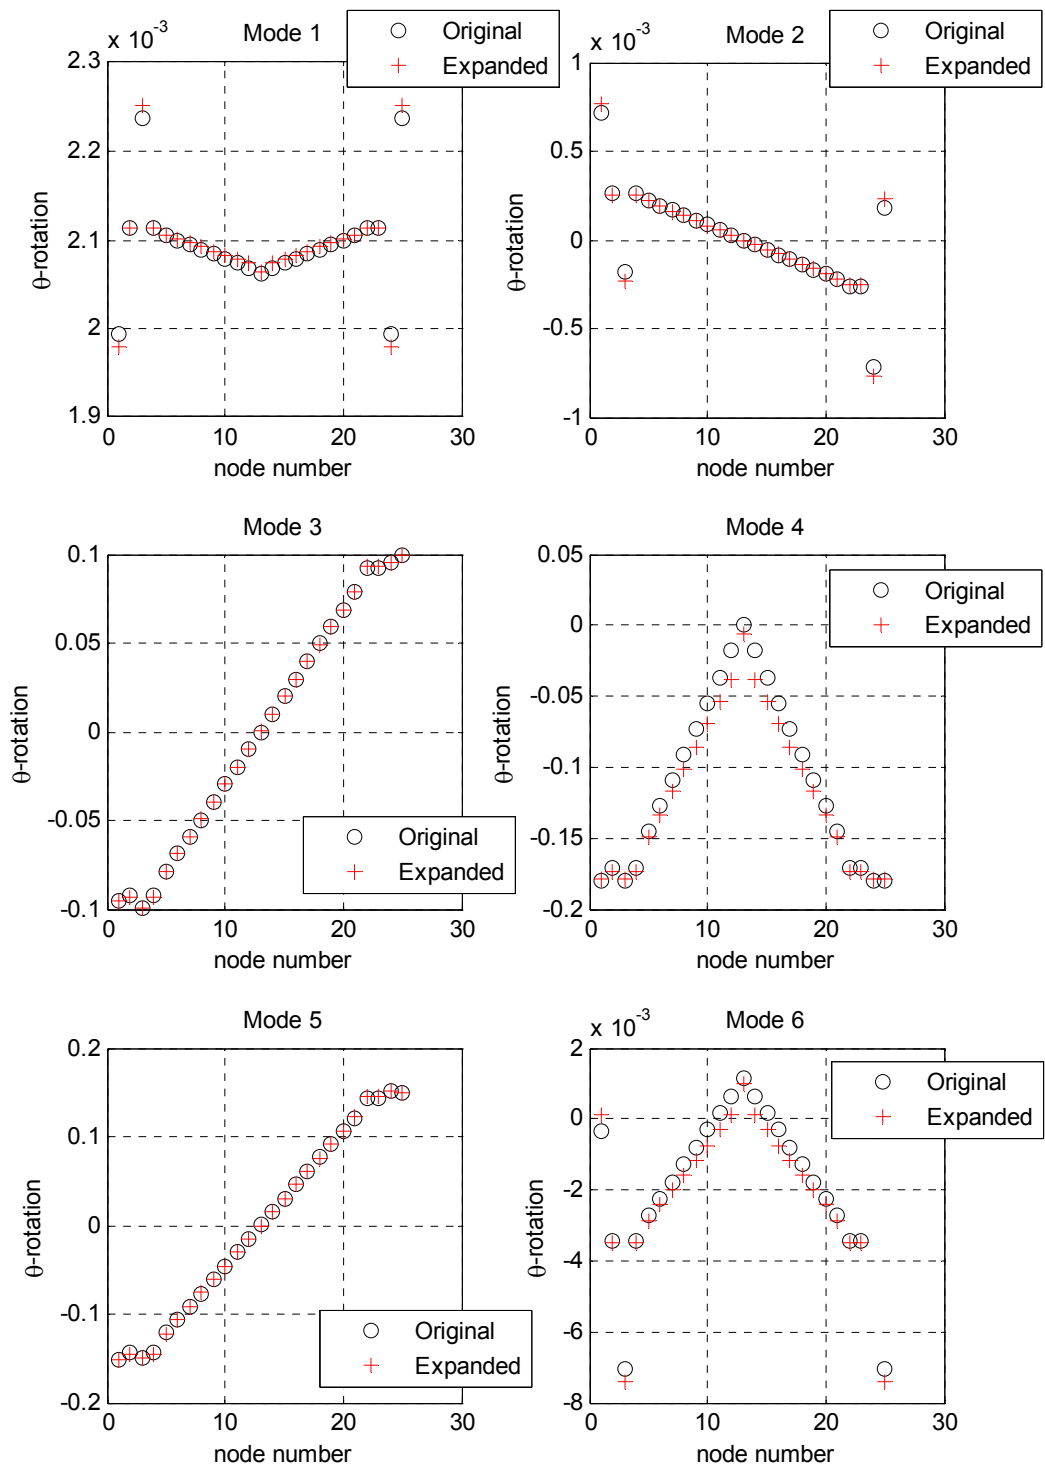 x 10-3
Mode 1
Original
Expanded
2.3
2.2
2.1
2
1.9
θ-rotation
0 10 20 30
node number
x 10-3
Mode 2
Original
Expanded
1
0.5
0
-0.5
-1
θ-rotation
0 10 20 30
node number
Mode 3
0.1
0.05
0
-0.05
-0.1
θ-rotation
Original
Expanded
0 10 20 30
node number
Mode 4
0.05
0
-0.05
-0.1
-0.15
-0.2
θ-rotation
Original
Expanded
0 10 20 30
node number
Mode 5
0.2
0.1
0
-0.1
-0.2
θ-rotation
Original
Expanded
0 10 20 30
node number
x 10-3
Mode 6
2
0
-2
-4
-6
-8
θ-rotation
Original
Expanded
0 10 20 30
node number